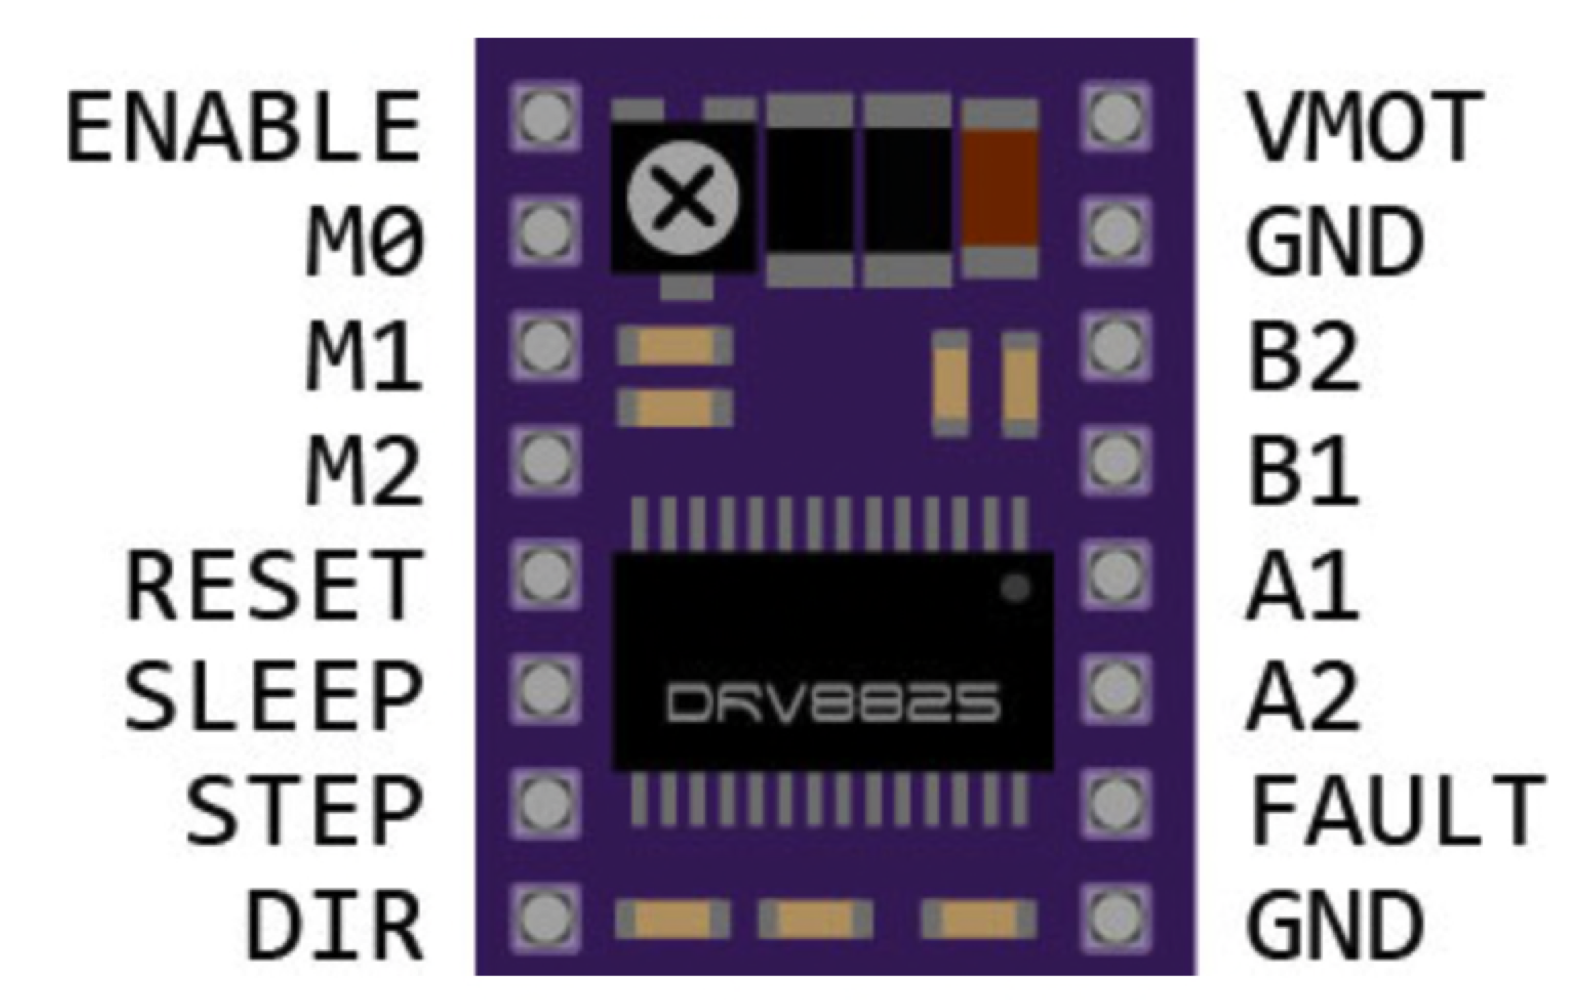 ENABLE
M0
M1
M2
RESET
SLEEP
STEP
DIR
DRV8825
VMOT
GND
B2
B1
A1
A2
FAULT
GND